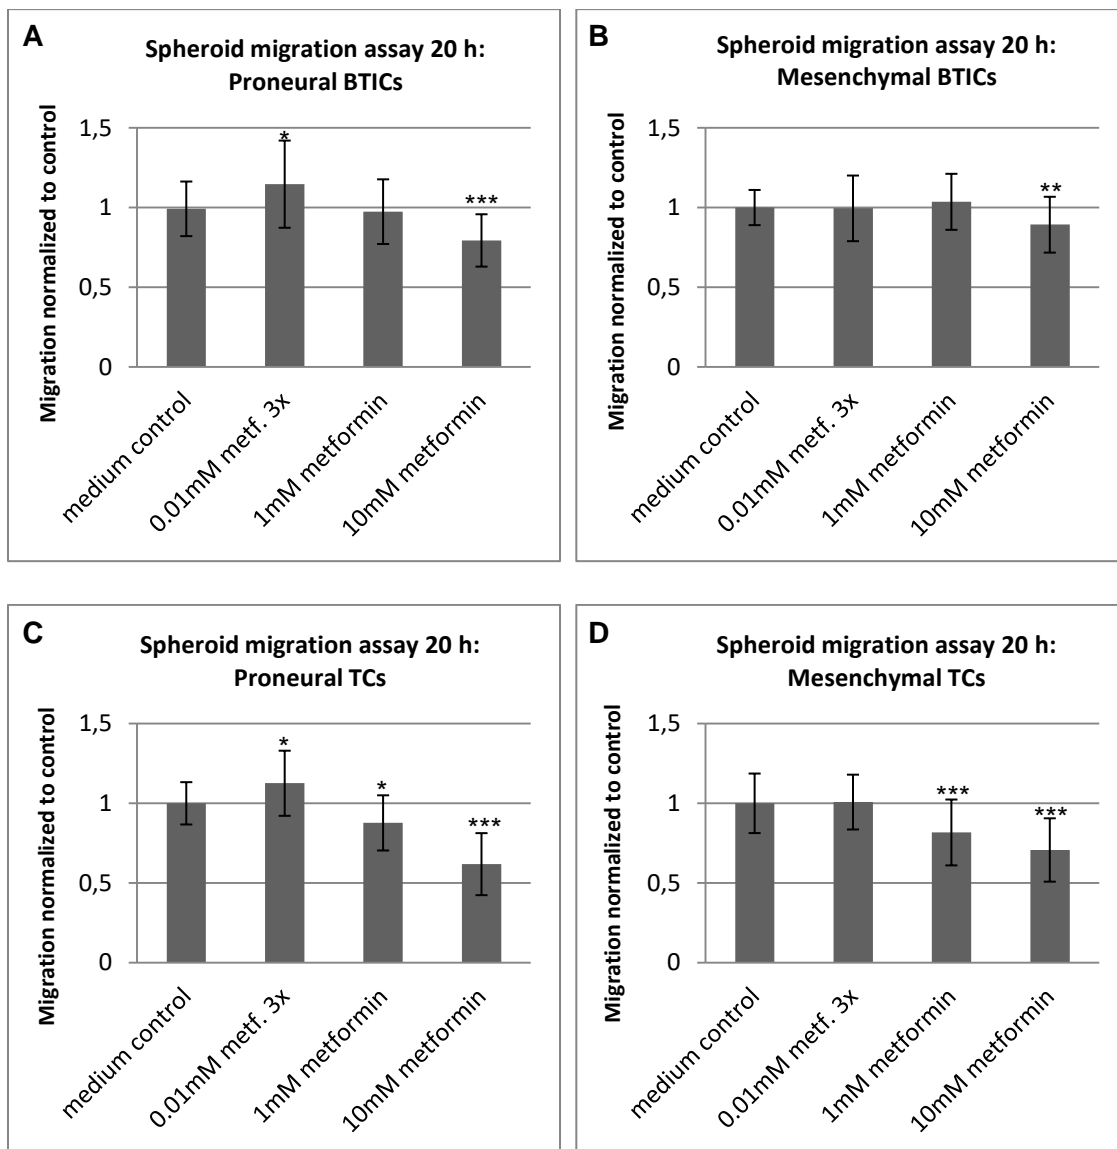 A
Spheroid migration assay 20 h:
Proneural BTICs
Migration normalized to control
1,5
1
0,5
0
*
***
medium control
0.01mM metf. 3x
1mM metformin
10mM metformin
B
Spheroid migration assay 20 h:
Mesenchymal BTICs
Migration normalized to control
1,5
1
0,5
0
**
medium control
0.01mM metf. 3x
1mM metformin
10mM metformin
C
Spheroid migration assay 20 h:
Proneural TCs
Migration normalized to control
1,5
1
0,5
0
*
*
***
medium control
0.01mM metf. 3x
1mM metformin
10mM metformin
D
Spheroid migration assay 20 h:
Mesenchymal TCs
Migration normalized to control
1,5
1
0,5
0
***
***
medium control
0.01mM metf. 3x
1mM metformin
10mM metformin